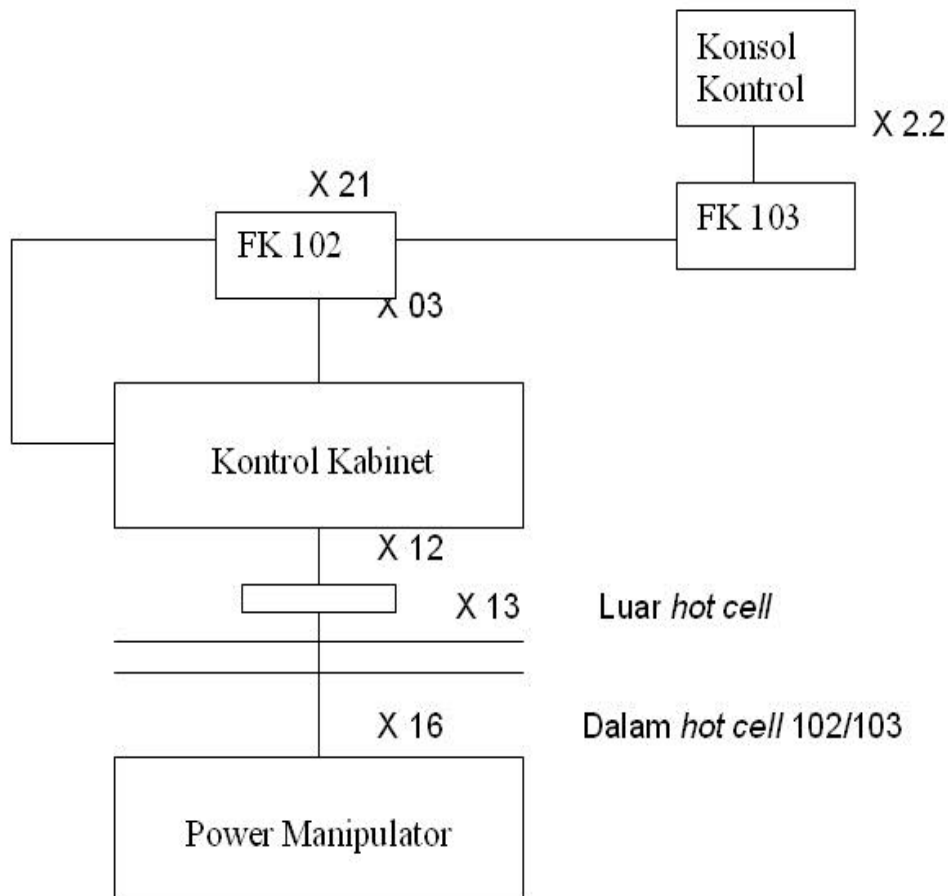 Konsol
Kontrol
X 2.2
X 21
FK 102
FK 103
X 03
Kontrol Kabinet
X 12
X 13
Luar hot cell
X 16
Dalam hot cell 102/103
Power Manipulator